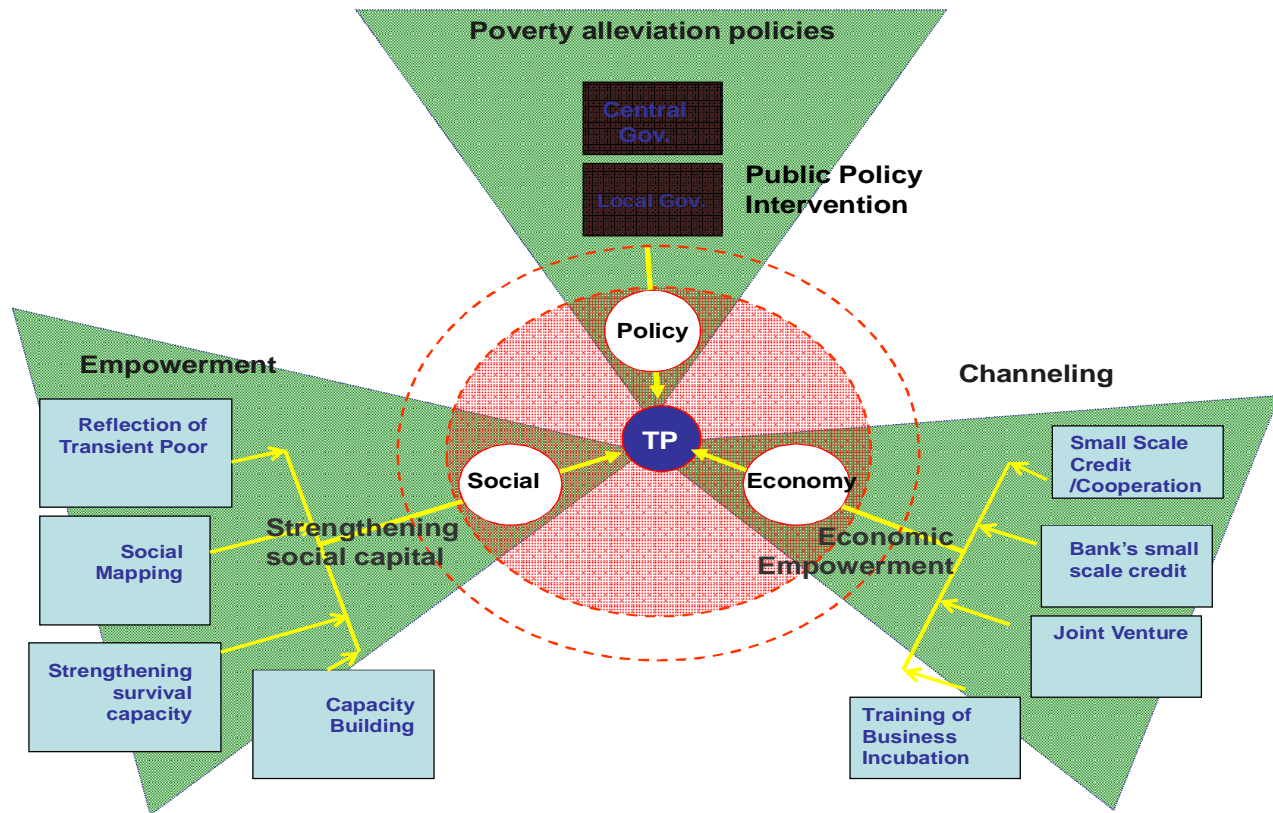 Poverty alleviation policies
Central
Gov.
Local Gov.
Public Policy
Intervention
Policy
Empowerment
Channeling
Reflection of
Transient Poor
TP
Social
Economy
Small Scale
Credit
/Cooperation
Strengthening
social capital
Economic
Empowerment
Social
Mapping
Bank's small
scale credit
Joint Venture
Strengthening
survival
capacity
Capacity
Building
Training of
Business
Incubation